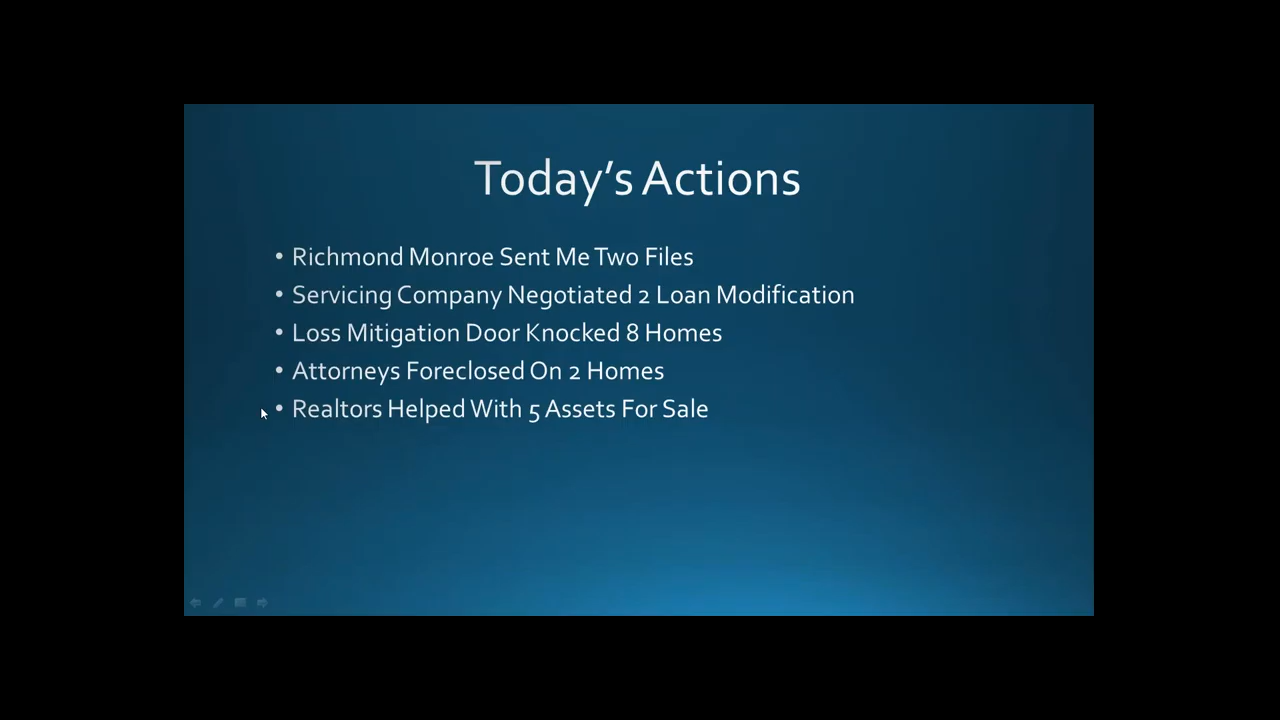 Today's Actions
• Richmond Monroe Sent Me Two Files
• Servicing Company Negotiated 2 Loan Modification
• Loss Mitigation Door Knocked 8 Homes
• Attorneys Foreclosed On 2 Homes
• Realtors Helped With 5 Assets For Sale